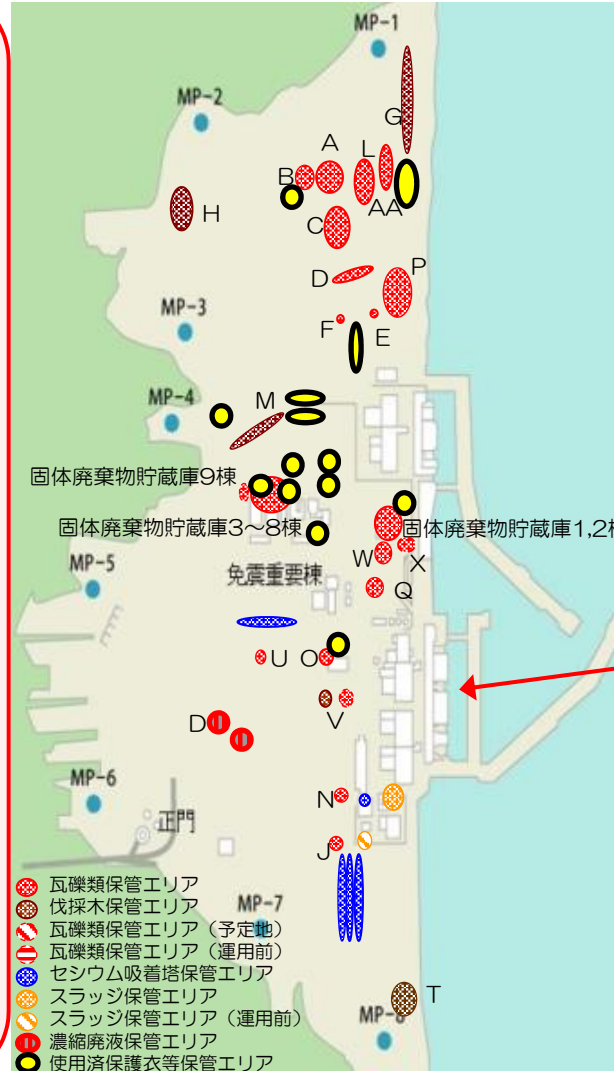 MP-1
MP-2
G
A
L
B
AA
H
C
P
D
MP-3
F
E
MP-4
M
固体廃棄物貯蔵庫9棟
固体廃棄物貯蔵庫3～8棟
固体廃棄物貯蔵庫1,2
W
X
MP-5
免震重要棟
Q
U
O
V
D
MP-6
N
正門
J
瓦礫類保管エリア
伐採木保管エリア
MP-7
瓦礫類保管エリア（予定地）
瓦礫類保管エリア（運用前）
セシウム吸着塔保管エリア
スラッジ保管エリア
T
スラッジ保管エリア（運用前）
濃縮廃液保管エリア
使用済保護衣等保管エリア